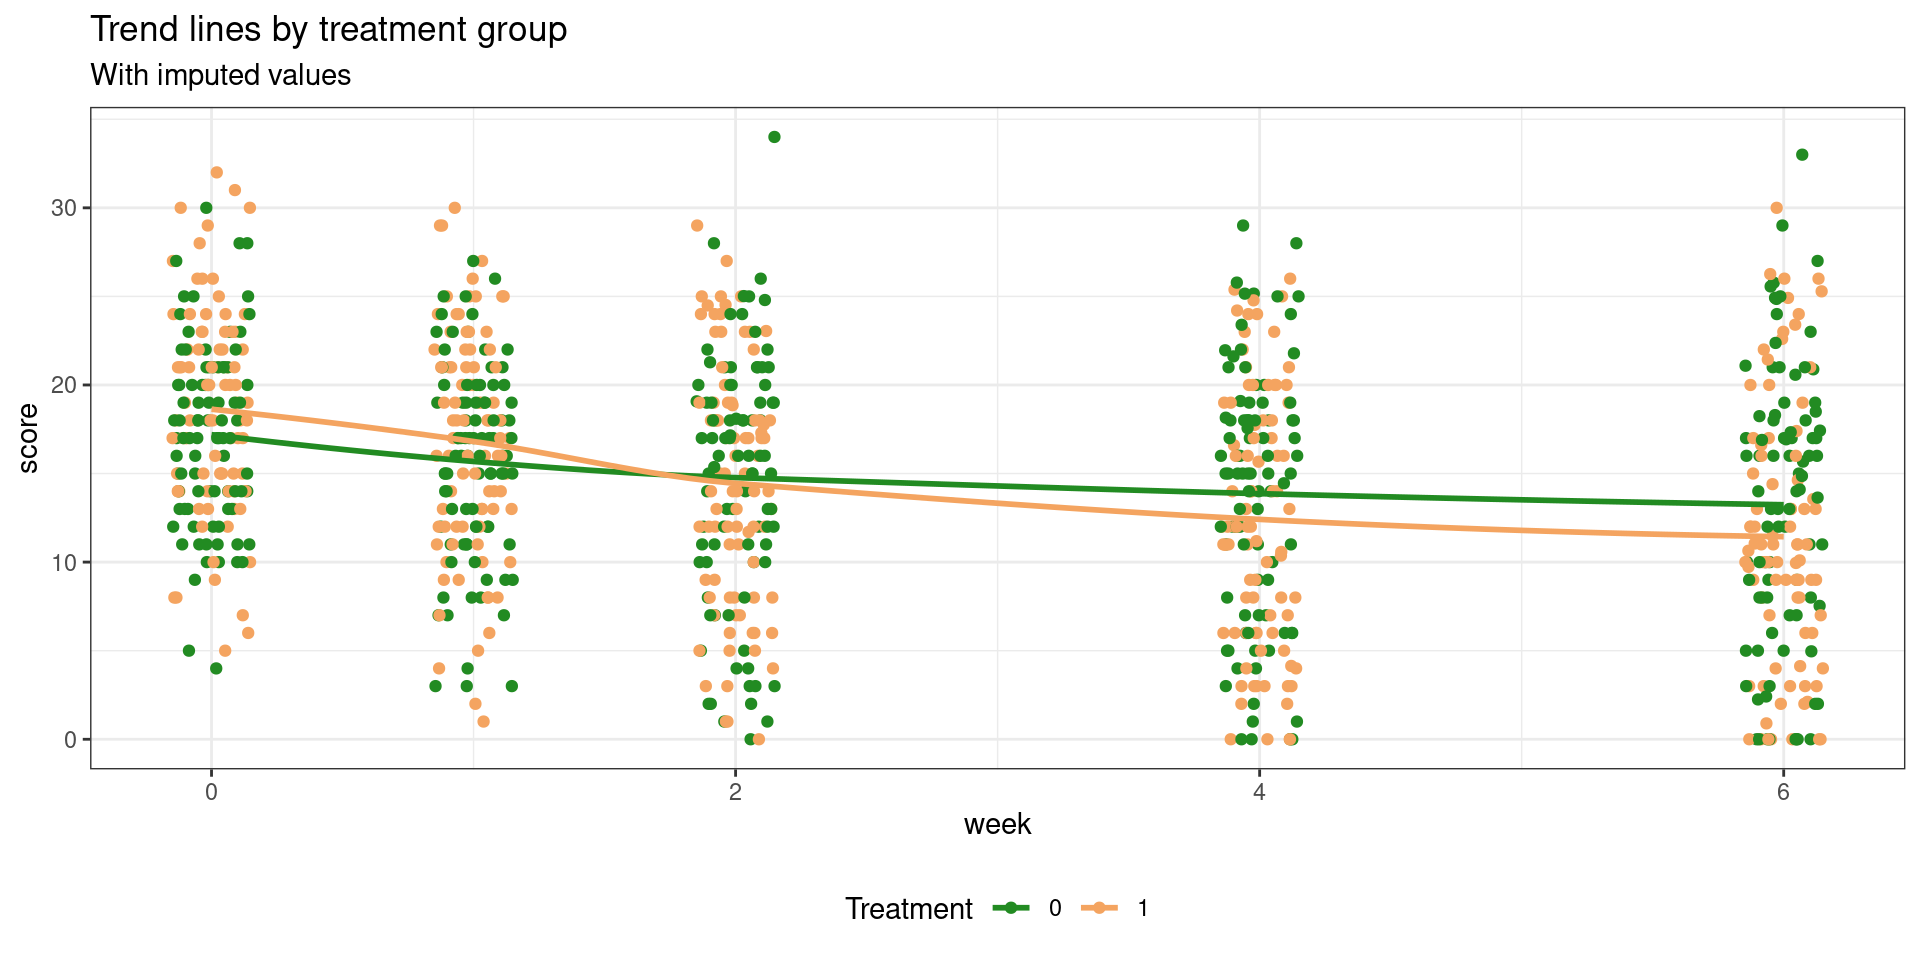 Trend lines by treatment group
With imputed values
score
30
20
10
0
0 2 4 6
week
Treatment 0 1